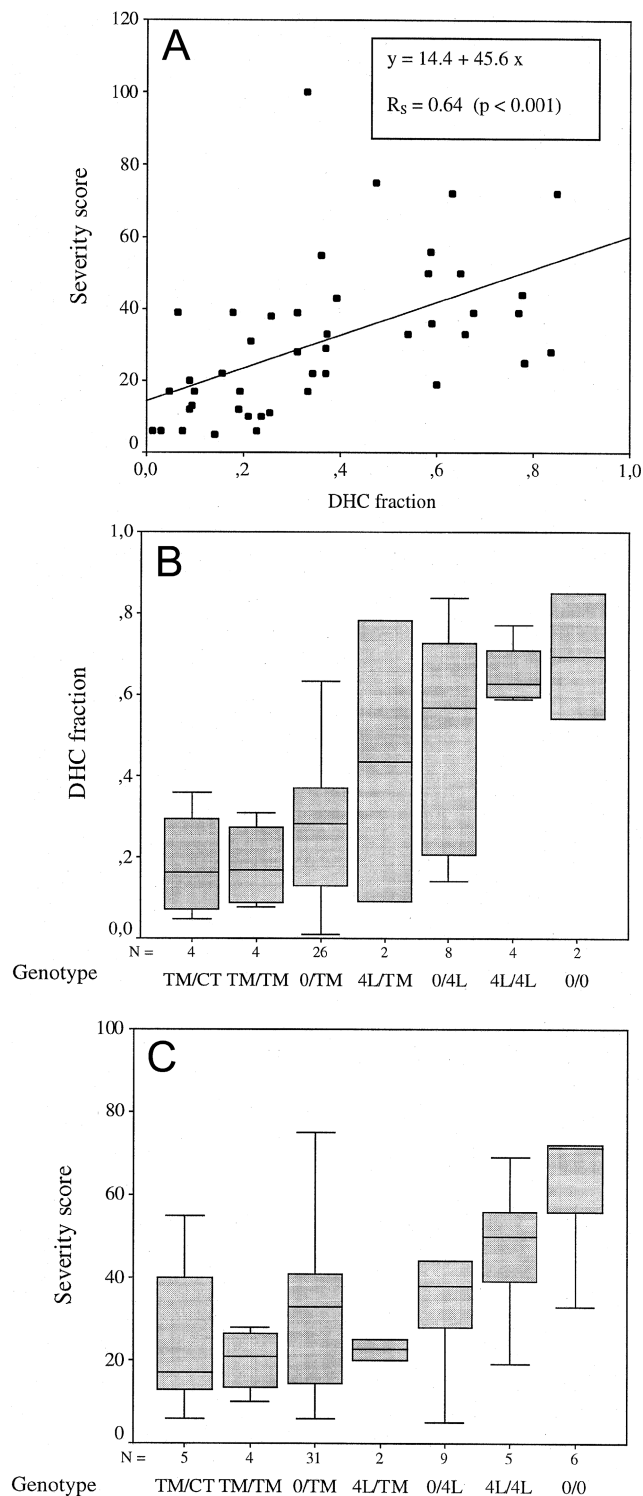 A
120
100
80
60
40
20
0
Severity score
y = 14.4 + 45.6 x
Rs = 0.64 (p < 0.001)
0,0 ,2 ,4 ,6 ,8 1,0
DHC fraction
B
1,0
,8
,6
,4
,2
0,0
DHC fraction
N = 4 4 26 2 8 4 2
Genotype TM/CT TM/TM 0/TM 4L/TM 0/4L 4L/4L 0/0
C
100
80
60
40
20
0
Severity score
N = 5 4 31 2 9 5 6
Genotype TM/CT TM/TM 0/TM 4L/TM 0/4L 4L/4L 0/0